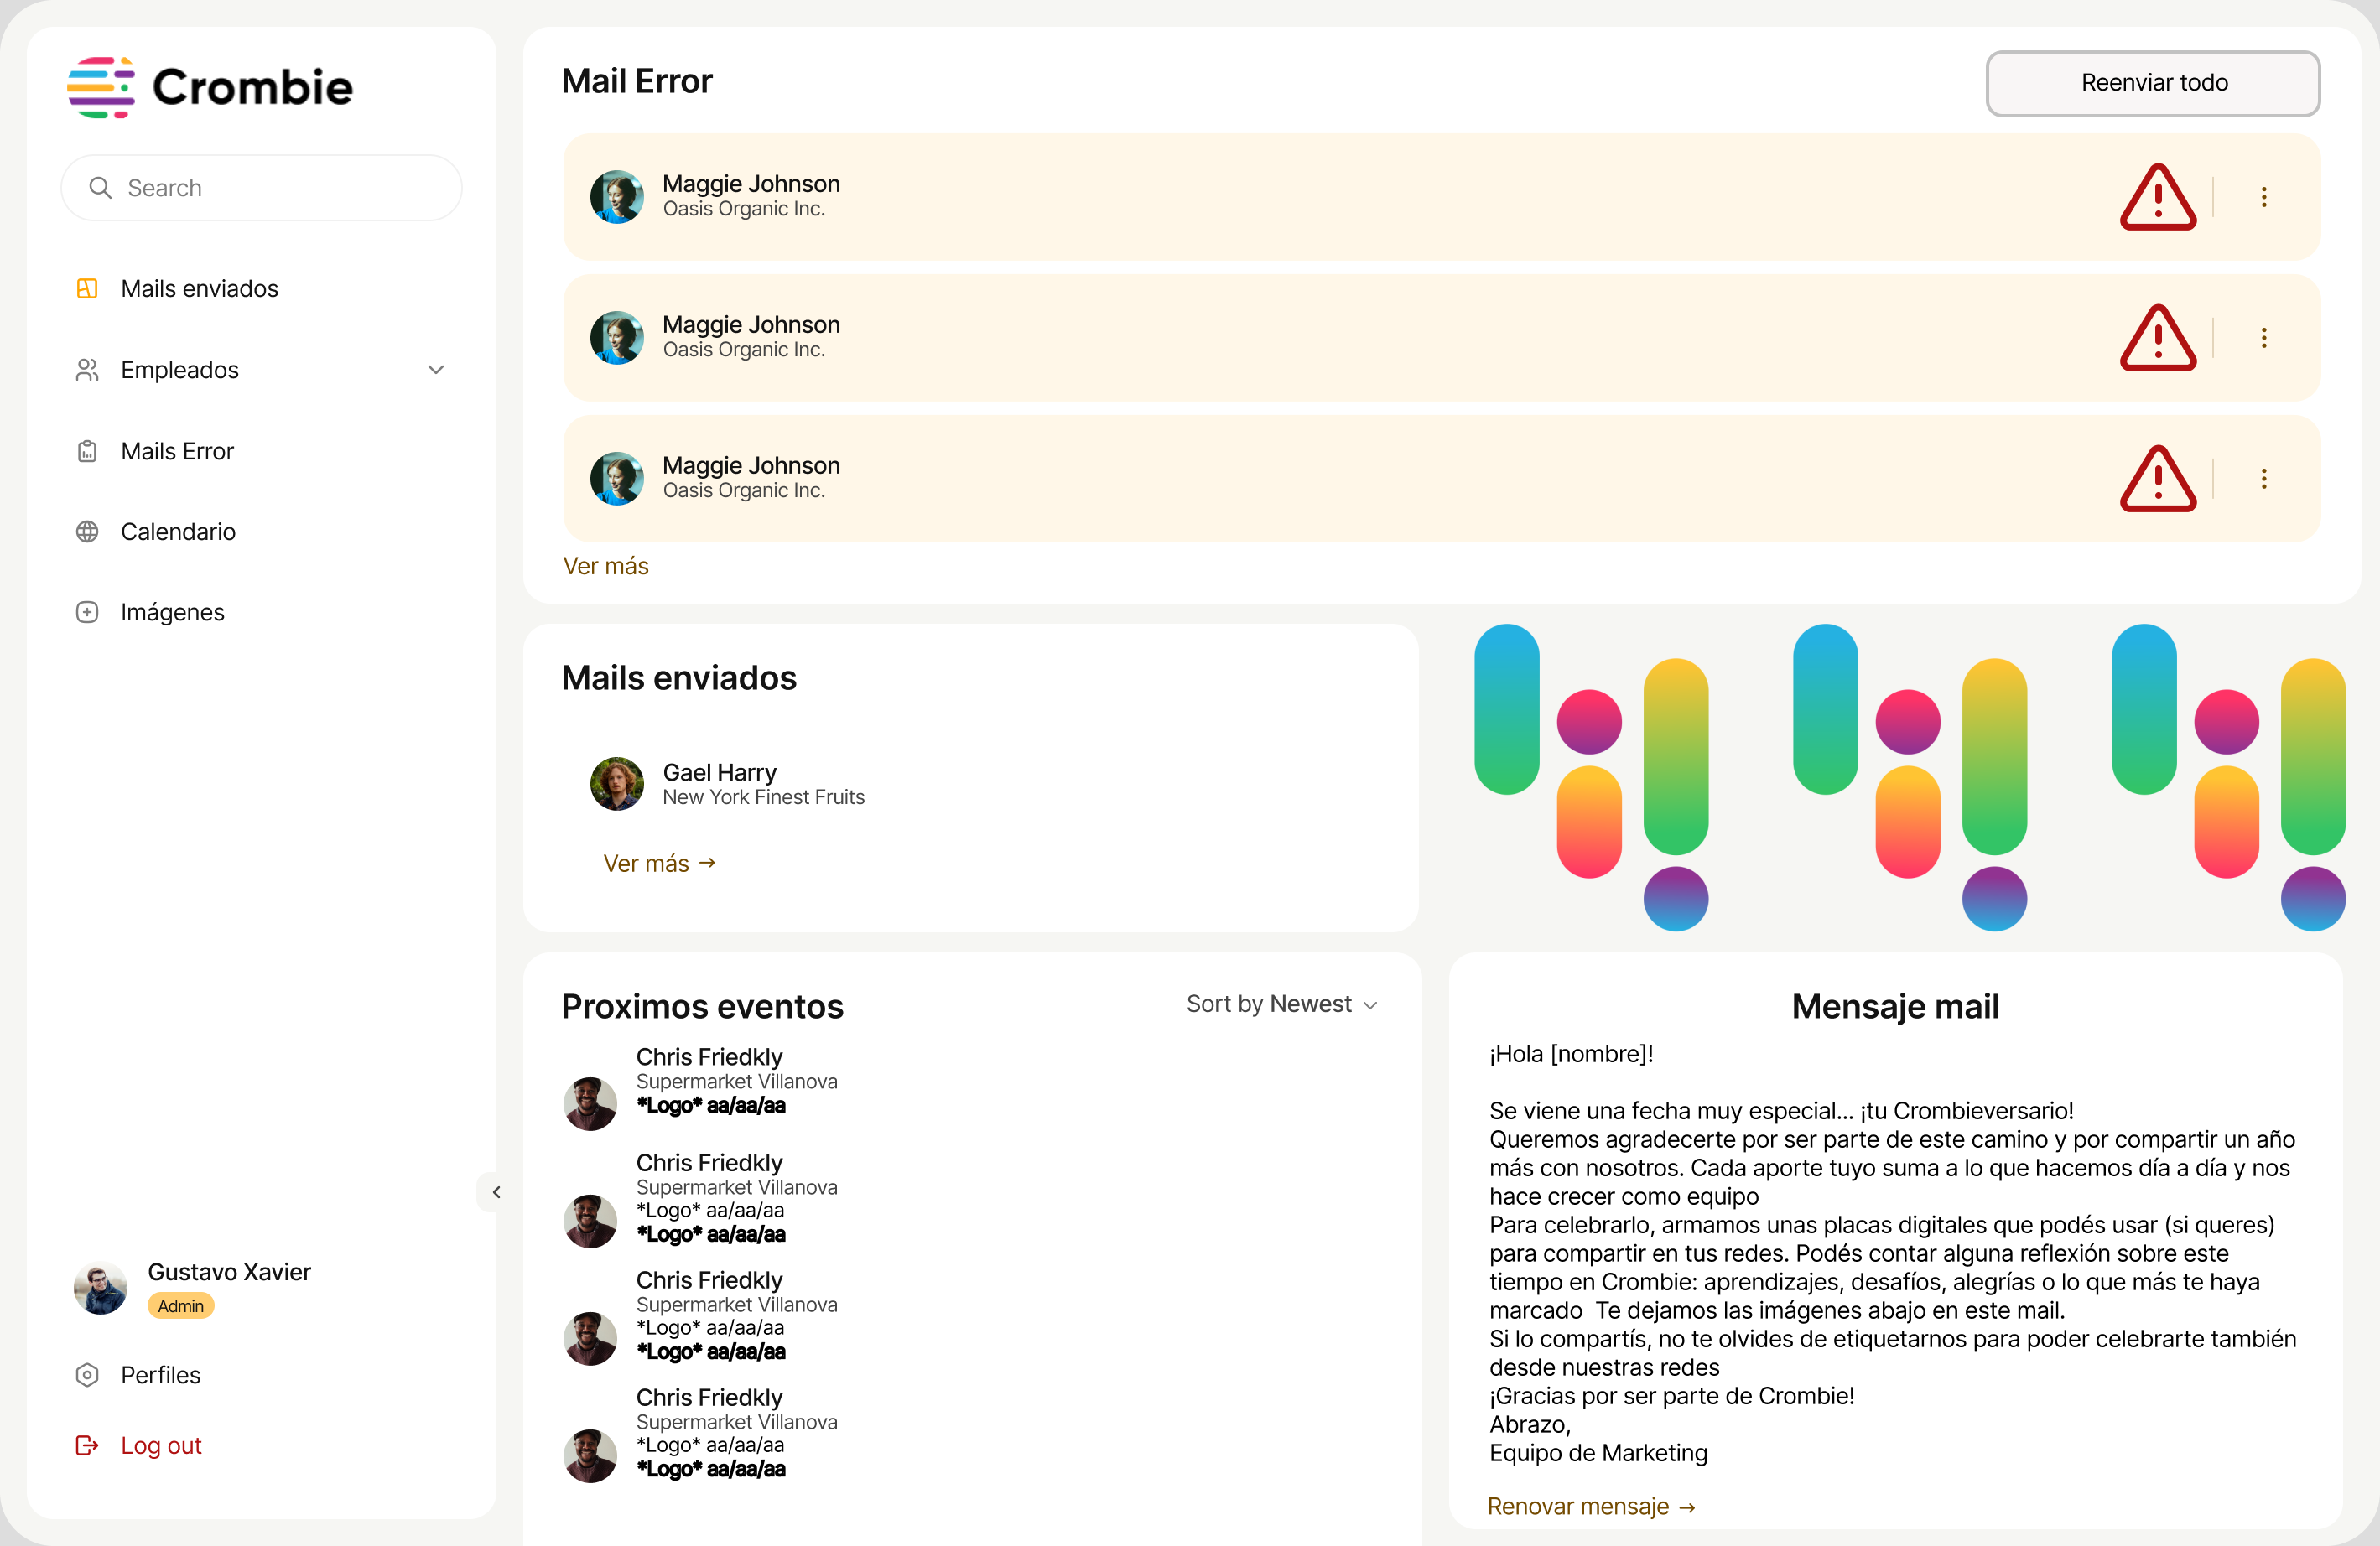 Crombie
Search
Mails enviados
Empleados
Mails Error
Calendario
Imágenes
Gustavo Xavier
Admin
Perfiles
Log out
Mail Error
Reenviar todo
Maggie Johnson
Oasis Organic Inc.
Maggie Johnson
Oasis Organic Inc.
Maggie Johnson
Oasis Organic Inc.
Ver más
Mails enviados
Gael Harry
New York Finest Fruits
Ver más →
Proximos eventos
Sort by Newest
Chris Friedkly
Supermarket Villanova
*Logo* aa/aa/aa
Chris Friedkly
Supermarket Villanova
*Logo* aa/aa/aa
*Logo* aa/aa/aa
Chris Friedkly
Supermarket Villanova
*Logo* aa/aa/aa
*Logo* aa/aa/aa
Chris Friedkly
Supermarket Villanova
*Logo* aa/aa/aa
*Logo* aa/aa/aa
Mensaje mail
¡Hola [nombre]!
Se viene una fecha muy especial... ¡tu Crombieversario!
Queremos agradecerte por ser parte de este camino y por compartir un año
más con nosotros. Cada aporte tuyo suma a lo que hacemos día a día y nos
hace crecer como equipo
Para celebrarlo, armamos unas placas digitales que podés usar (si queres)
para compartir en tus redes. Podés contar alguna reflexión sobre este
tiempo en Crombie: aprendizajes, desafíos, alegrías o lo que más te haya
marcado  Te dejamos las imágenes abajo en este mail.
Si lo compartís, no te olvides de etiquetarnos para poder celebrarte también
desde nuestras redes
¡Gracias por ser parte de Crombie!
Abrazo,
Equipo de Marketing
Renovar mensaje →